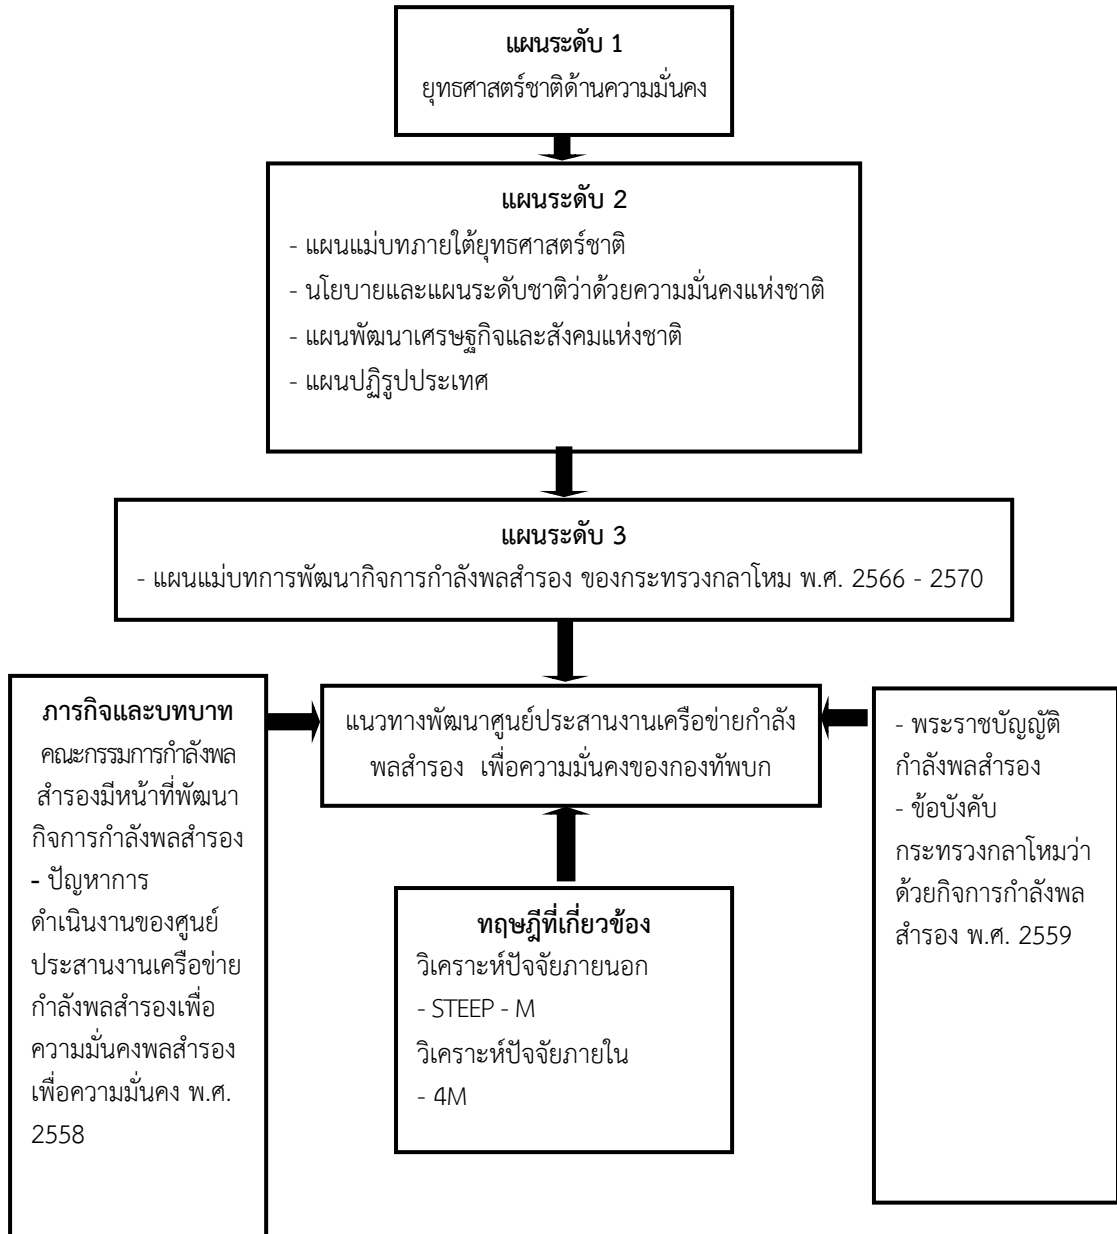 แผนระดับ 1
ยุทธศาสตร์ชาติด้านความมั่นคง
แผนระดับ 2
- แผนแม่บทภายใต้ยุทธศาสตร์ชาติ
- นโยบายและแผนระดับชาติว่าด้วยความมั่นคงแห่งชาติ
- แผนพัฒนาเศรษฐกิจและสังคมแห่งชาติ
- แผนปฏิรูปประเทศ
แผนระดับ 3
- แผนแม่บทการพัฒนากิจการกำลังพลสำรอง ของกระทรวงกลาโหม พ.ศ. 2566 - 2570
ภารกิจและบทบาท
คณะกรรมการกำลังพล
สำรองมีหน้าที่พัฒนา
กิจการกำลังพลสำรอง
- ปัญหาการ
ดำเนินงานของศูนย์
ประสานงานเครือข่าย
กำลังพลสำรองเพื่อ
ความมั่นคงพลสำรอง
เพื่อความมั่นคง พ.ศ.
2558
แนวทางพัฒนาศูนย์ประสานงานเครือข่ายกำลัง
พลสำรอง เพื่อความมั่นคงของกองทัพบก
ทฤษฎีที่เกี่ยวข้อง
วิเคราะห์ปัจจัยภายนอก
- STEEP - M
วิเคราะห์ปัจจัยภายใน
- 4M
- พระราชบัญญัติ
กำลังพลสำรอง
- ข้อบังคับ
กระทรวงกลาโหมว่า
ด้วยกิจการกำลังพล
สำรอง พ.ศ. 2559